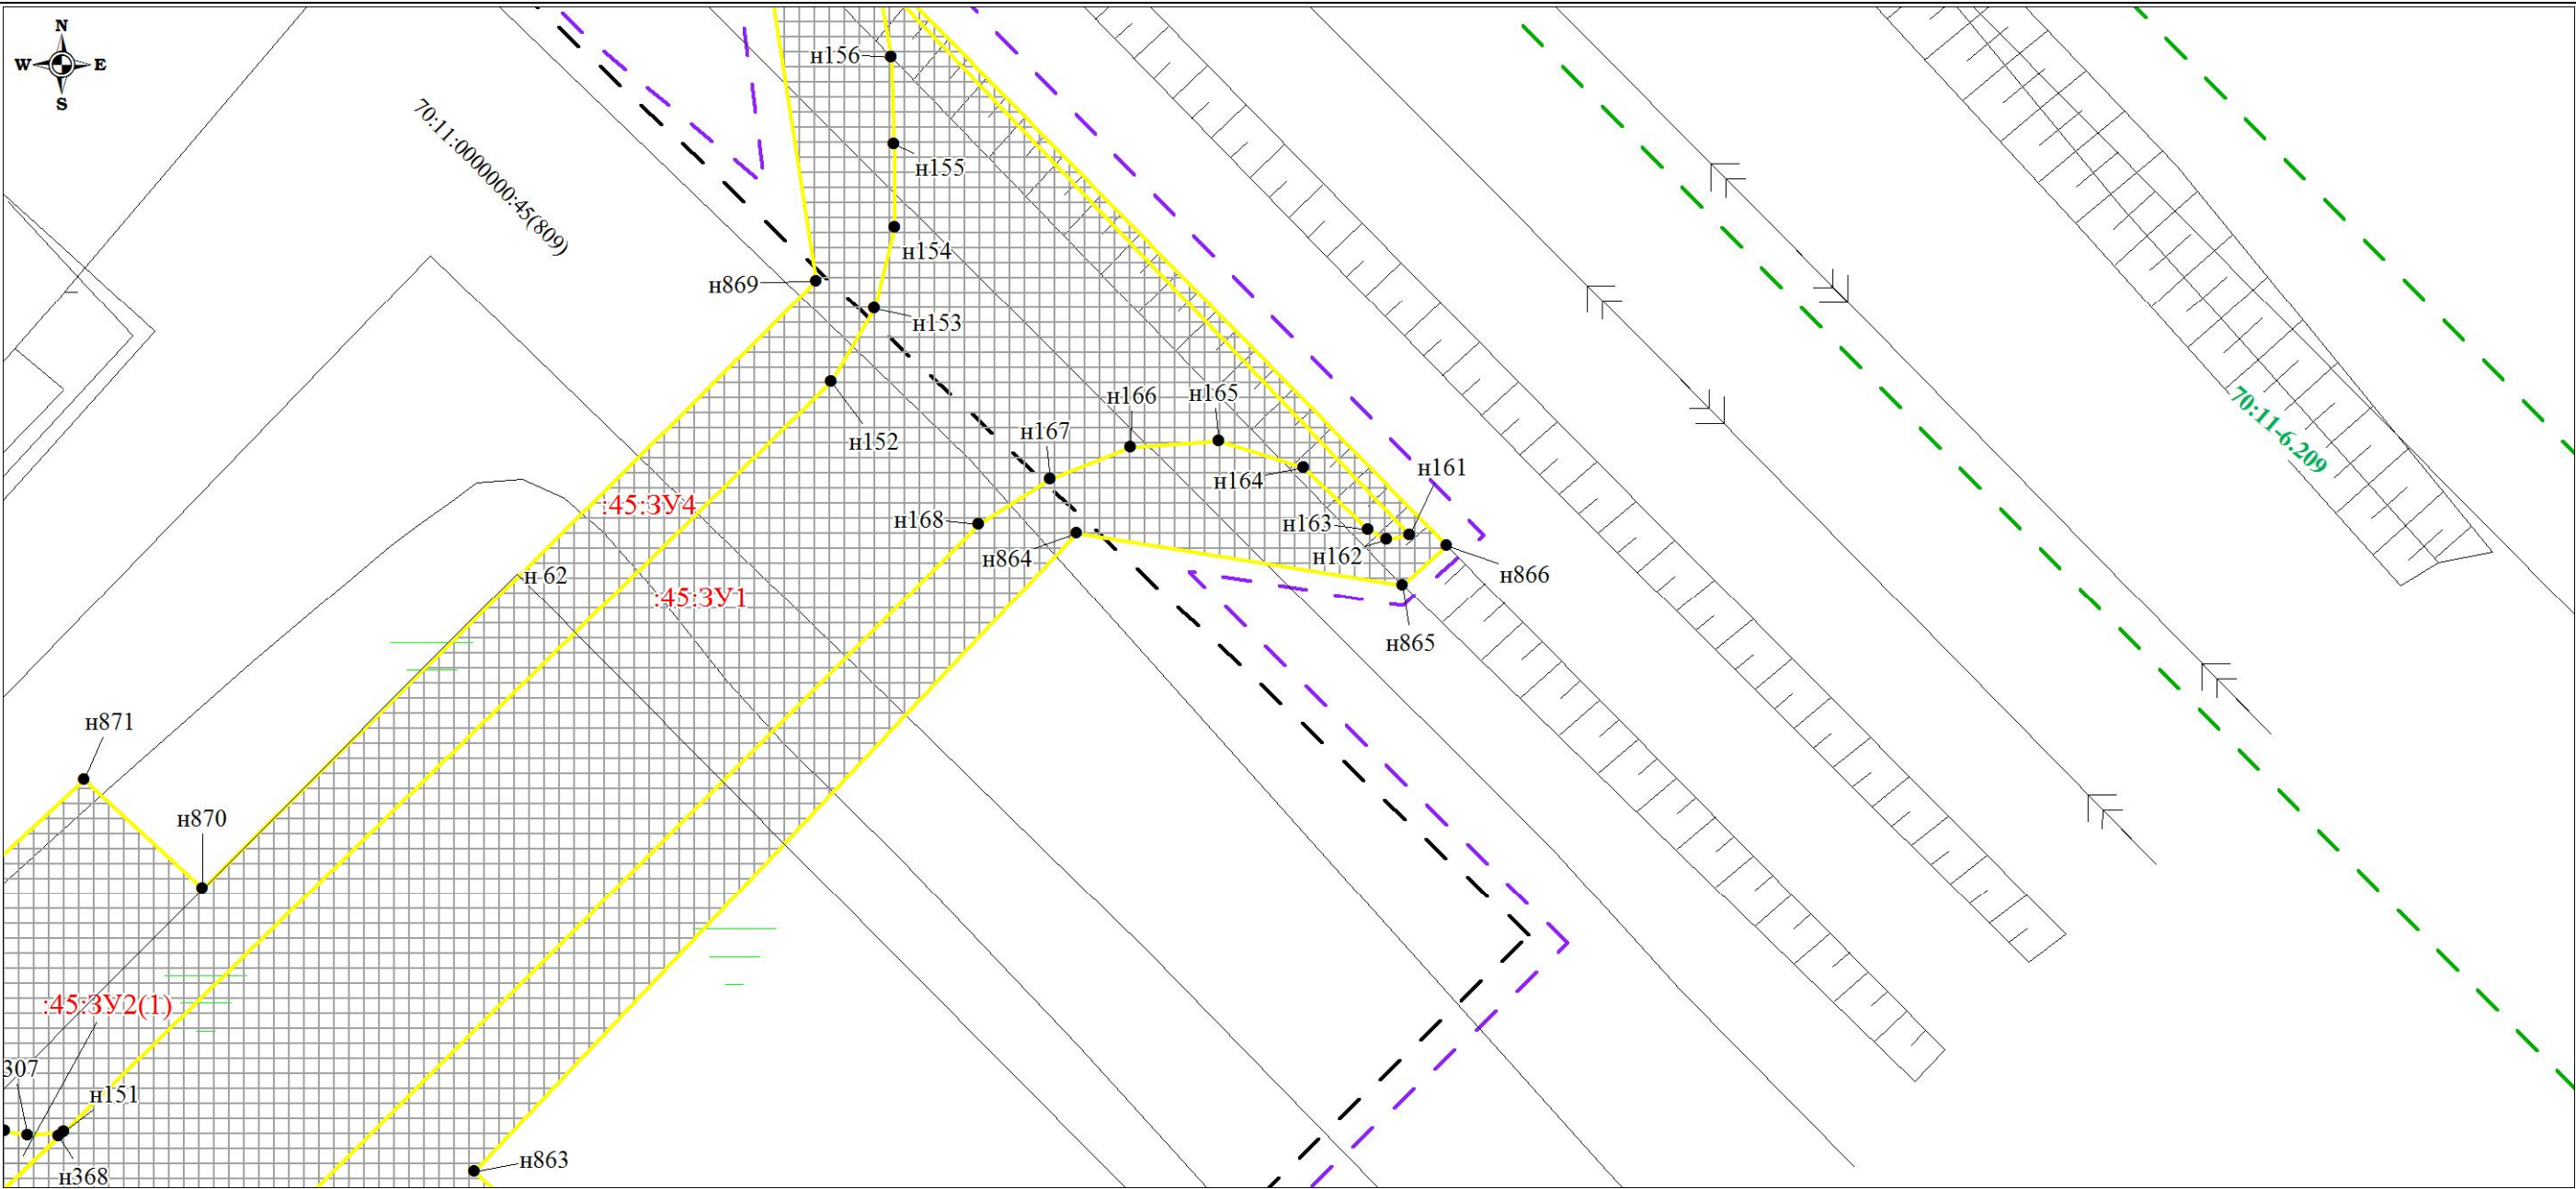 N
W E
S
н156
70:11:0000000:45(809)
н155
н154
н869
н153
н166
н165
70:11-6.209
н167
н152
н161
н164
:45:ЗУ4
н168
н163
н162
н864
н866
н 62
:45:ЗУ1
н865
н871
н870
:45:ЗУ2(1)
307
н151
н863
н368